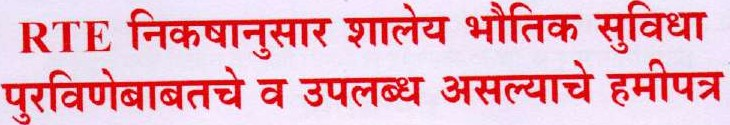 RTE निकषानुसार शालेय भौतिक सुविधा
पुरविणेबाबतचे व उपलब्ध असल्याचे हमीपत्र